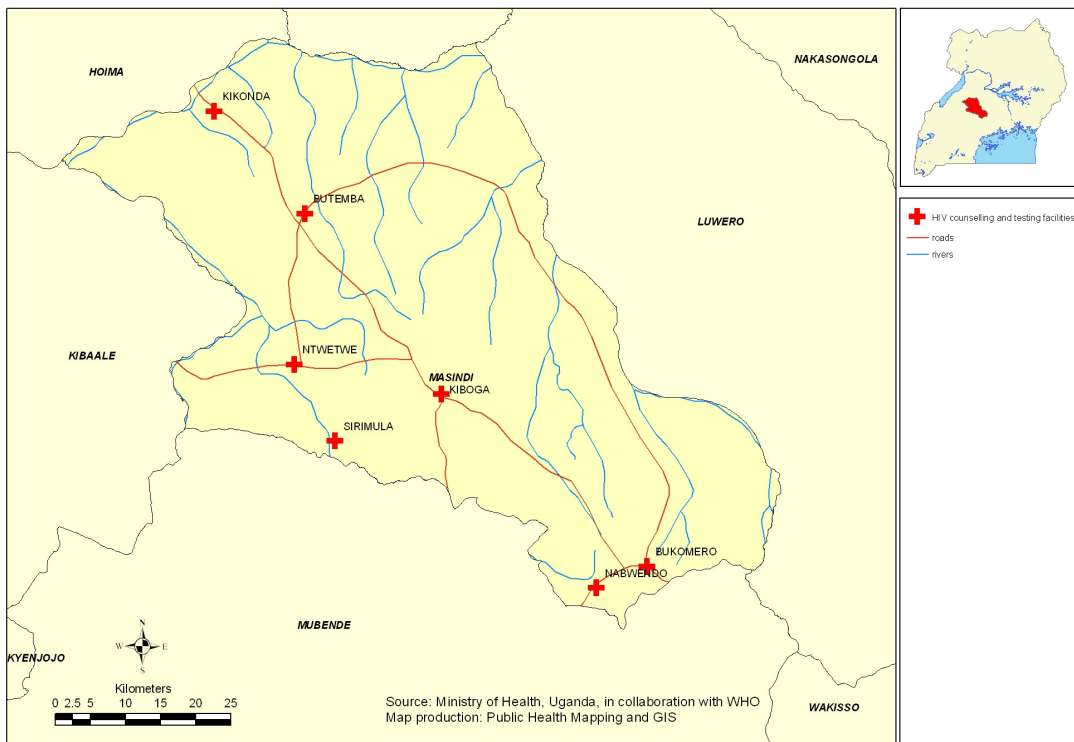 HOIMA
NAKASONGOLA
KIKONDA
BUTEMBA
LUWERO
KIBAALE
NTWETWE
MASINDI
KIBOGA
SIRIMULA
BUKOMERO
NABWENDO
MUBENDE
KYENJOJO
WAKISSO
N
W E
S
Kilometers
0 2.5 5 10 15 20 25
Source: Ministry of Health, Uganda, in collaboration with WHO
Map production: Public Health Mapping and GIS
HIV counselling and testing facilities
roads
rivers